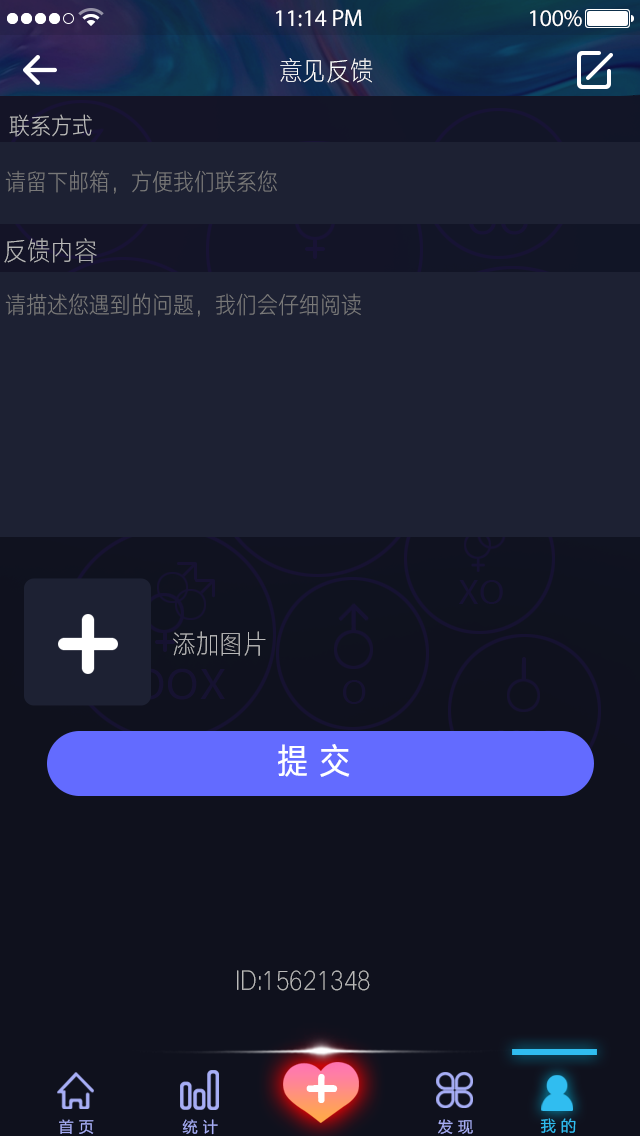 11:14 PM
100%
意见反馈
联系方式
请留下邮箱，方便我们联系您
反馈内容
请描述您遇到的问题，我们会仔细阅读
XO
OOX
添加图片
提 交
ID:15621348
首页
统计
发现
我的